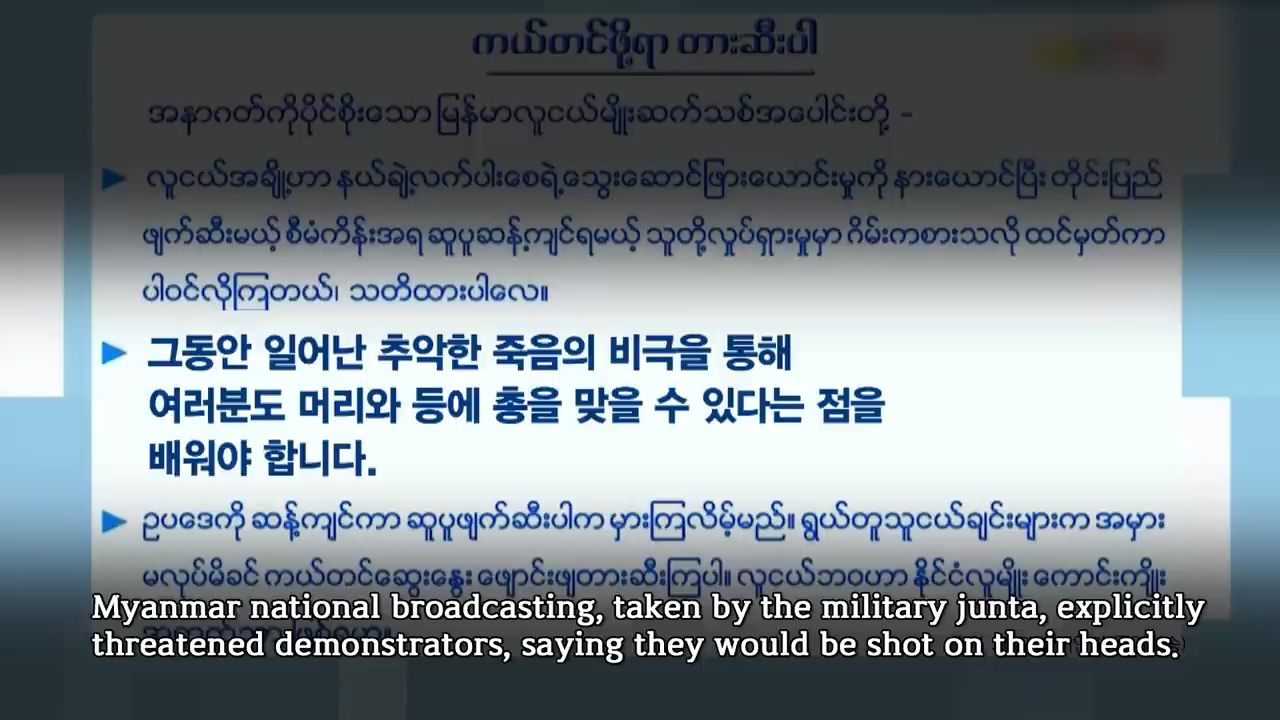 ကယ်တင်ဖို့ရာ တားဆီးပါ
အနာဂတ်ကိုပိုင်စိုးသော မြန်မာလူငယ်မျိုးဆက်သစ်အပေါင်းတို့ -
လူငယ်အချို့ဟာ နယ်ချဲ့လက်ပါးစေရဲ့သွေးဆောင်ဖြားယောင်းမှုကို နားယောင်ပြီး တိုင်းပြည်
ဖျက်ဆီးမယ့် စီမံကိန်းအရ ဆူပူဆန့်ကျင်ရမယ့် သူတို့လှုပ်ရှားမှုမှာ ဂိမ်းကစားသလို ထင်မှတ်ကာ
ပါဝင်လိုကြတယ်၊ သတိထားပါလေ။
그동안 일어난 추악한 죽음의 비극을 통해
여러분도 머리와 등에 총을 맞을 수 있다는 점을
배워야 합니다.
ဥပဒေကို ဆန့်ကျင်ကာ ဆူပူဖျက်ဆီးပါက မှားကြလိမ့်မည်။ ရွယ်တူသူငယ်ချင်းများက အမှား
မလုပ်မိခင် ကယ်တင်ဆွေးနွေး ဖျောင်းဖျတားဆီးကြပါ။ လူငယ်ဘဝဟာ နိုင်ငံလူမျိုး ကောင်းကျိုး
Myanmar national broadcasting, taken by the military junta, explicitly
threatened demonstrators, saying they would be shot on their heads.